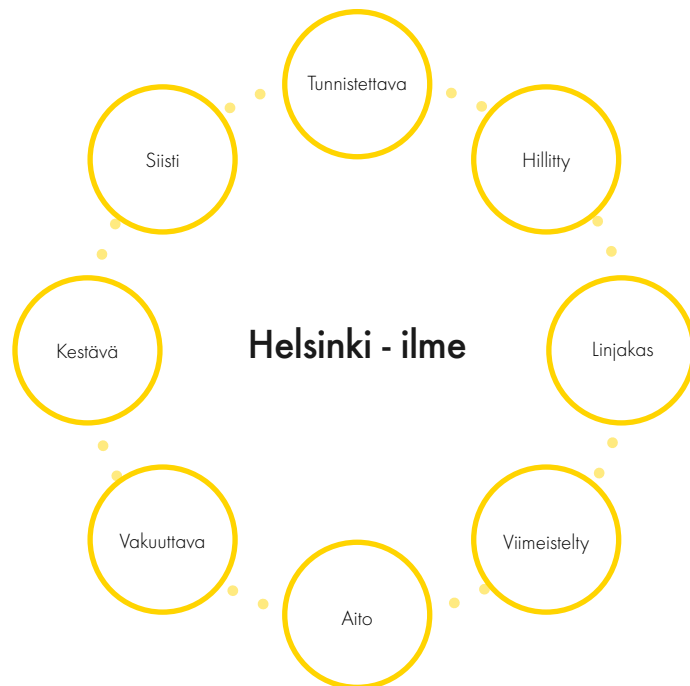 Tunnistettava
Siisti
Hillitty
Kestävä
Helsinki - ilme
Linjakas
Vakuuttava
Viimeistelty
Aito